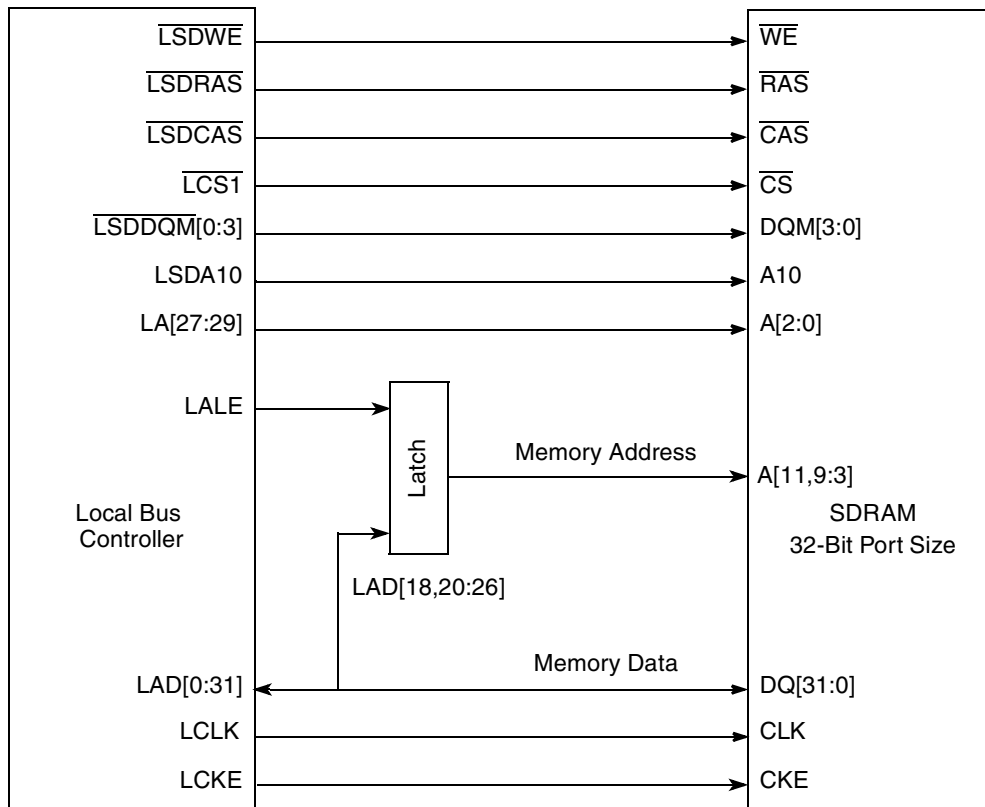 LSDWE WE
LSDRAS RAS
LSDCAS CAS
LCS1 CS
LSDDQM[0:3] DQM[3:0]
LSDA10 A10
LA[27:29] A[2:0]
LALE
Latch
Memory Address
A[11,9:3]
Local Bus
Controller
SDRAM
32-Bit Port Size
LAD[18,20:26]
Memory Data
LAD[0:31] DQ[31:0]
LCLK CLK
LCKE CKE